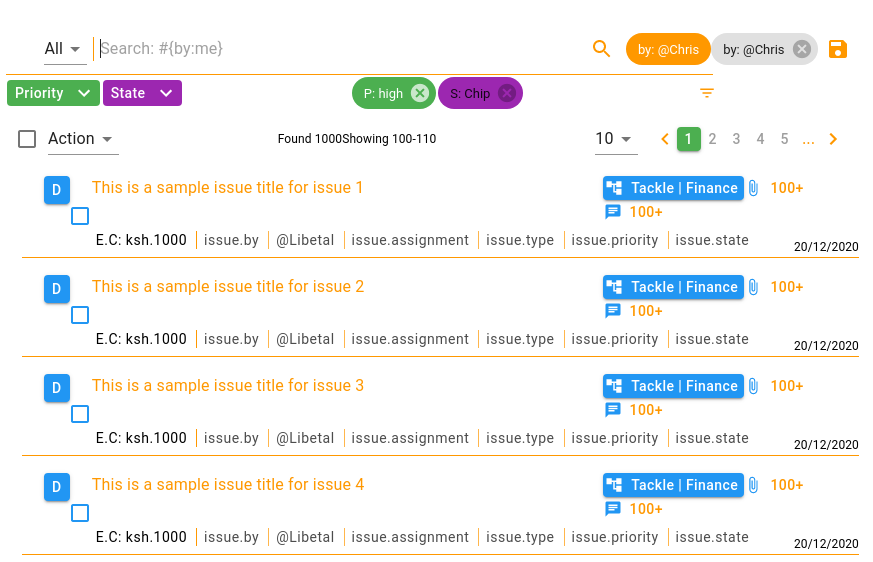 All Search: #{by:me} by: @Chris by: @Chris
Priority State P: high S: Chip
Action Found 1000Showing 100-110 10 1 2 3 4 5 ...
D This is a sample issue title for issue 1 Tackle | Finance 100+
100+
E.C: ksh.1000 issue.by @Libetal issue.assignment issue.type issue.priority issue.state 20/12/2020
D This is a sample issue title for issue 2 Tackle | Finance 100+
100+
E.C: ksh.1000 issue.by @Libetal issue.assignment issue.type issue.priority issue.state 20/12/2020
D This is a sample issue title for issue 3 Tackle | Finance 100+
100+
E.C: ksh.1000 issue.by @Libetal issue.assignment issue.type issue.priority issue.state 20/12/2020
D This is a sample issue title for issue 4 Tackle | Finance 100+
100+
E.C: ksh.1000 issue.by @Libetal issue.assignment issue.type issue.priority issue.state 20/12/2020